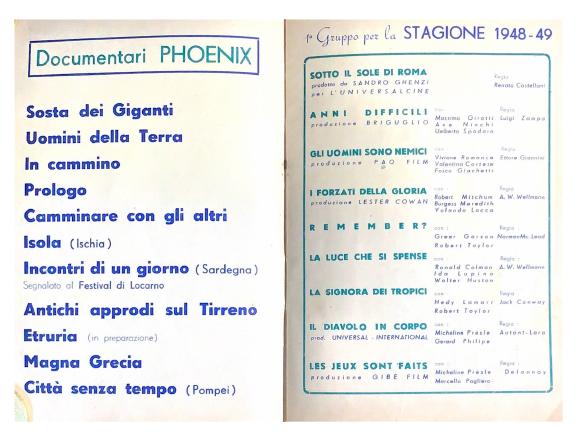 Documentari PHOENIX
Sosta dei Giganti
Uomini della Terra
In cammino
Prologo
Camminare con gli altri
Isola (Ischia)
Incontri di un giorno (Sardegna)
Segnalato al Festival di Locarno
Antichi approdi sul Tirreno
Etruria (in preparazione)
Magna Grecia
Città senza tempo (Pompei)
1º Gruppo per la STAGIONE 1948-49
SOTTO IL SOLE DI ROMA
prodotto da SANDRO GHENZI
per L'UNIVERSALCINE
Regia
Renato Castellani
ANNI DIFFICILI
produzione BRIGUGLIO
con :
Massimo Girotti
Ave Ninchi
Umberto Spadaro
Regia
Luigi Zampa
GLI UOMINI SONO NEMICI
produzione PAO FILM
con :
Viviane Romance
Valentina Cortese
Fosco Giachetti
Regia
Ettore Giannini
I FORZATI DELLA GLORIA
produzione LESTER COWAN
con :
Robert Mitchum
Burgess Meredith
Yolanda Lacca
Regia
A. W. Wellmann
REMEMBER?
con :
Greer Garson
Robert Taylor
Regia
Norman Mc. Lead
LA LUCE CHE SI SPENSE
con :
Ronald Colman
Ida Lupino
Walter Huston
Regia
A. W. Wellmann
LA SIGNORA DEI TROPICI
con :
Hedy Lamarr
Robert Taylor
Regia
Jack Conway
IL DIAVOLO IN CORPO
prod. UNIVERSAL - INTERNATIONAL
con :
Micheline Prèsle
Gerard Philipe
Regia :
Autant-Lara
LES JEUX SONT FAITS
produzione GIBE FILM
con :
Micheline Prèsle
Marcello Pagliero
Regia :
Delannoy